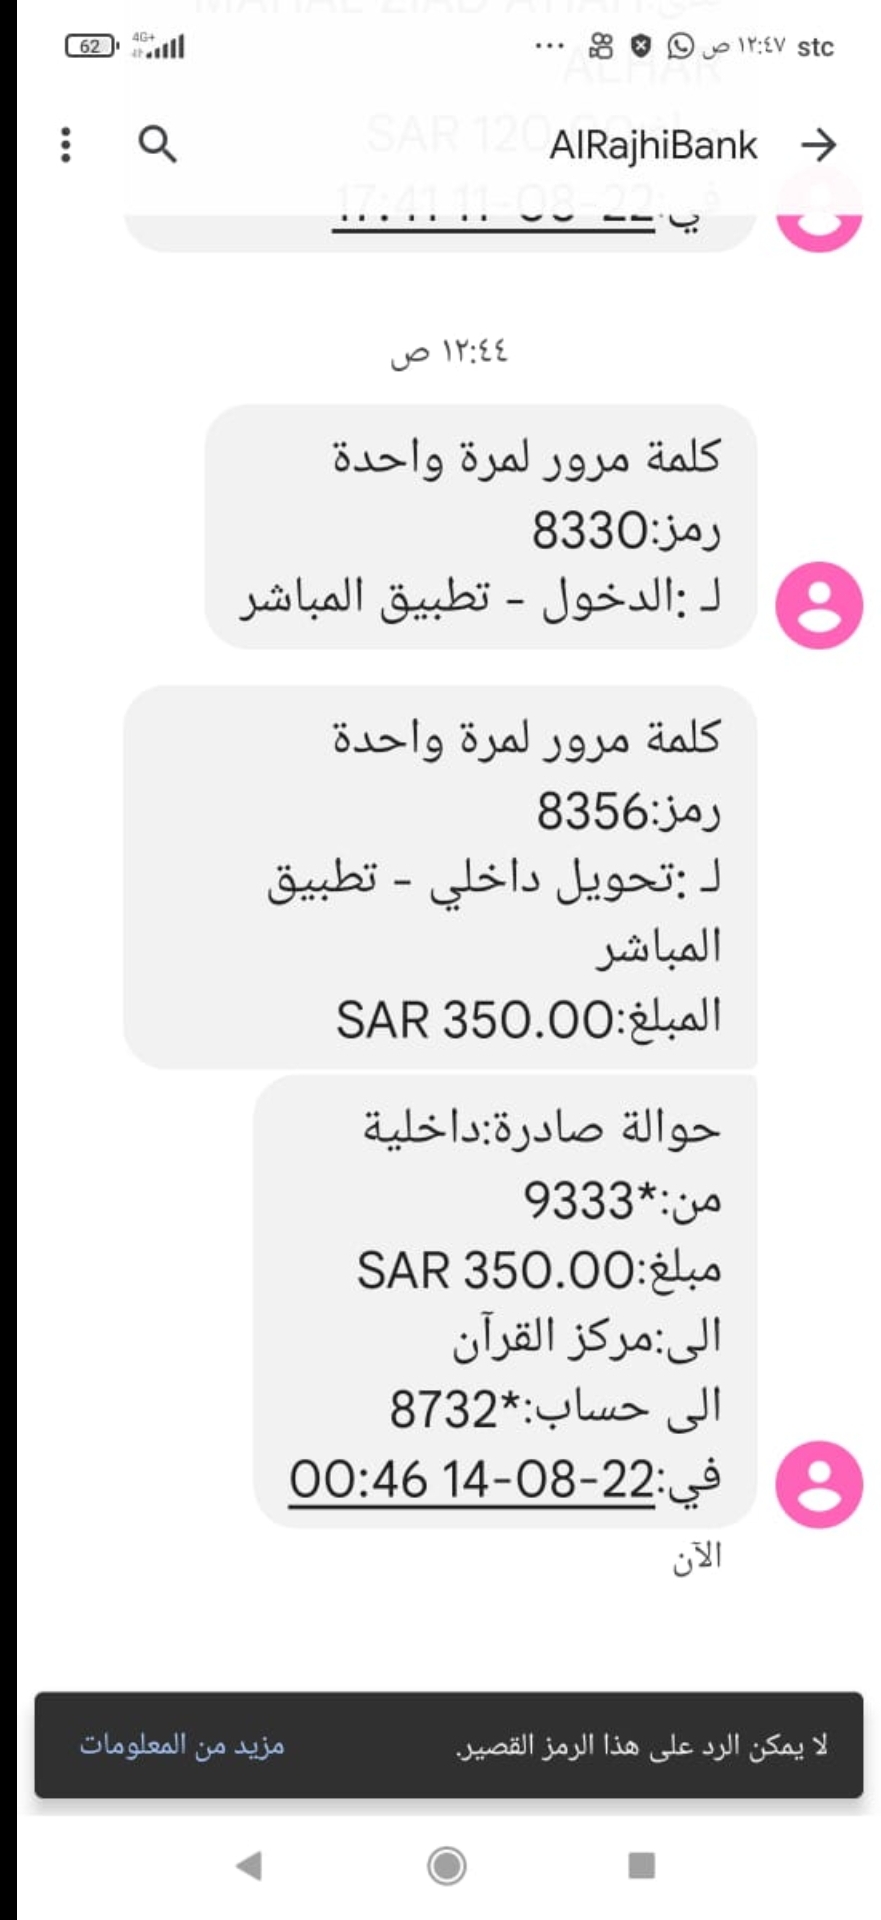 stc ١٢:٤٧ ص ... 4G+ 62
AlRajhiBank
SAR 120
في:17:41 11-08-22
١٢:٤٤ ص
كلمة مرور لمرة واحدة
رمز:8330
لـ :الدخول - تطبيق المباشر
كلمة مرور لمرة واحدة
رمز:8356
لـ :تحويل داخلي - تطبيق
المباشر
المبلغ:SAR 350.00
حوالة صادرة:داخلية
من:*9333
مبلغ:SAR 350.00
الى:مركز القرآن
الى حساب:*8732
في:00:46 14-08-22
الآن
لا يمكن الرد على هذا الرمز القصير. مزيد من المعلومات